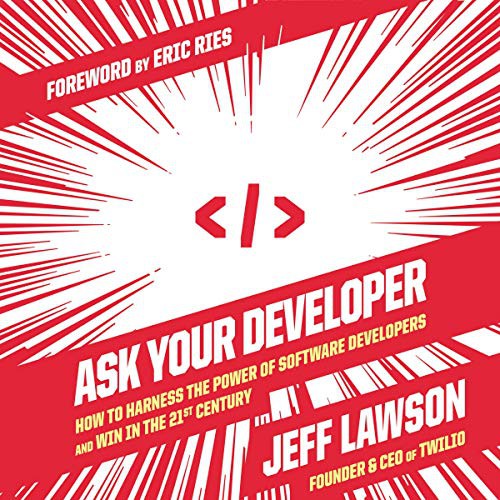 FOREWORD BY ERIC RIES
</>
ASK YOUR DEVELOPER
HOW TO HARNESS THE POWER OF SOFTWARE DEVELOPERS
AND WIN IN THE 21ST CENTURY
JEFF LAWSON
FOUNDER & CEO OF TWILIO